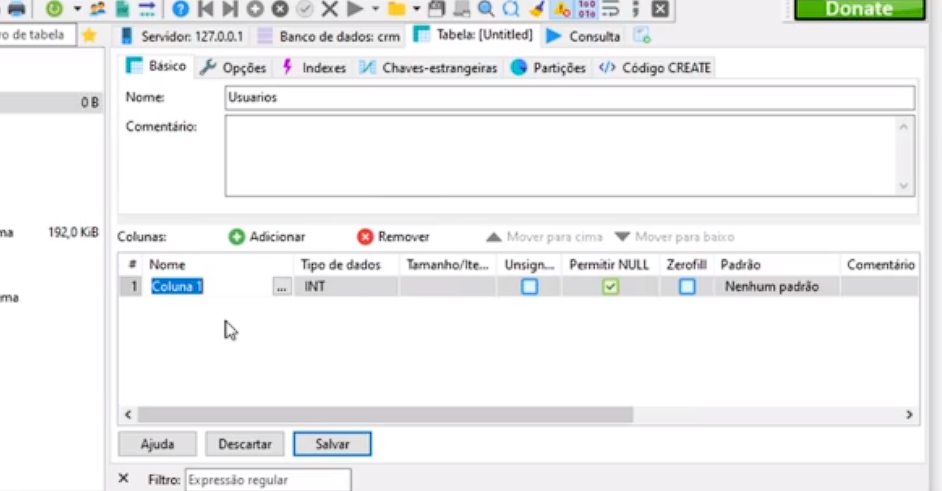 Donate
ro de tabela
Servidor: 127.0.0.1 Banco de dados: crm Tabela: [Untitled] Consulta
Básico Opções Indexes Chaves-estrangeiras Partições </> Código CREATE
Nome: Usuarios
0 B
Comentário:
192,0 KiB
Colunas: Adicionar Remover Mover para cima Mover para baixo
# Nome Tipo de dados Tamanho/Ite... Unsign... Permitir NULL Zerofill Padrão Comentário
1 Coluna 1 ... INT Nenhum padrão
Ajuda Descartar Salvar
Filtro: Expressão regular